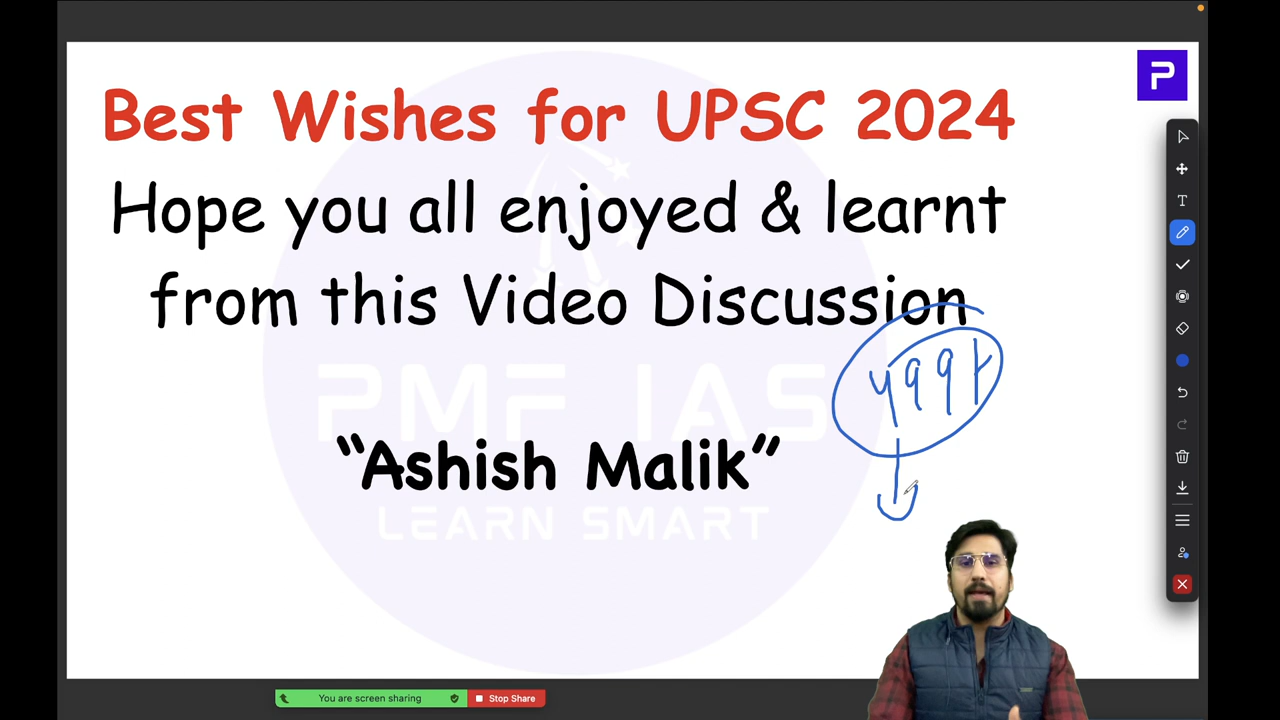 Best Wishes for UPSC 2024
Hope you all enjoyed & learnt
from this Video Discussion
PMF IAS
"Ashish Malik"
LEARN SMART
You are screen sharing
Stop Share